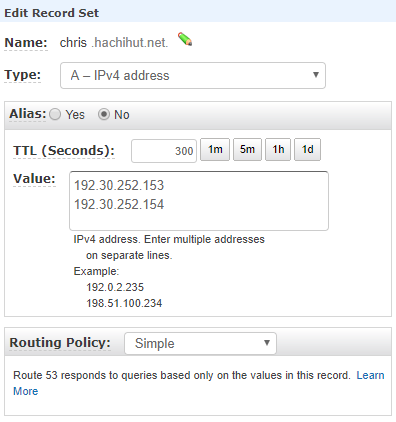 Edit Record Set
Name: chris .hachihut.net.
Type: A – IPv4 address
Alias: Yes No
TTL (Seconds): 300 1m 5m 1h 1d
Value: 192.30.252.153
192.30.252.154
IPv4 address. Enter multiple addresses
on separate lines.
Example:
192.0.2.235
198.51.100.234
Routing Policy: Simple
Route 53 responds to queries based only on the values in this record. Learn
More